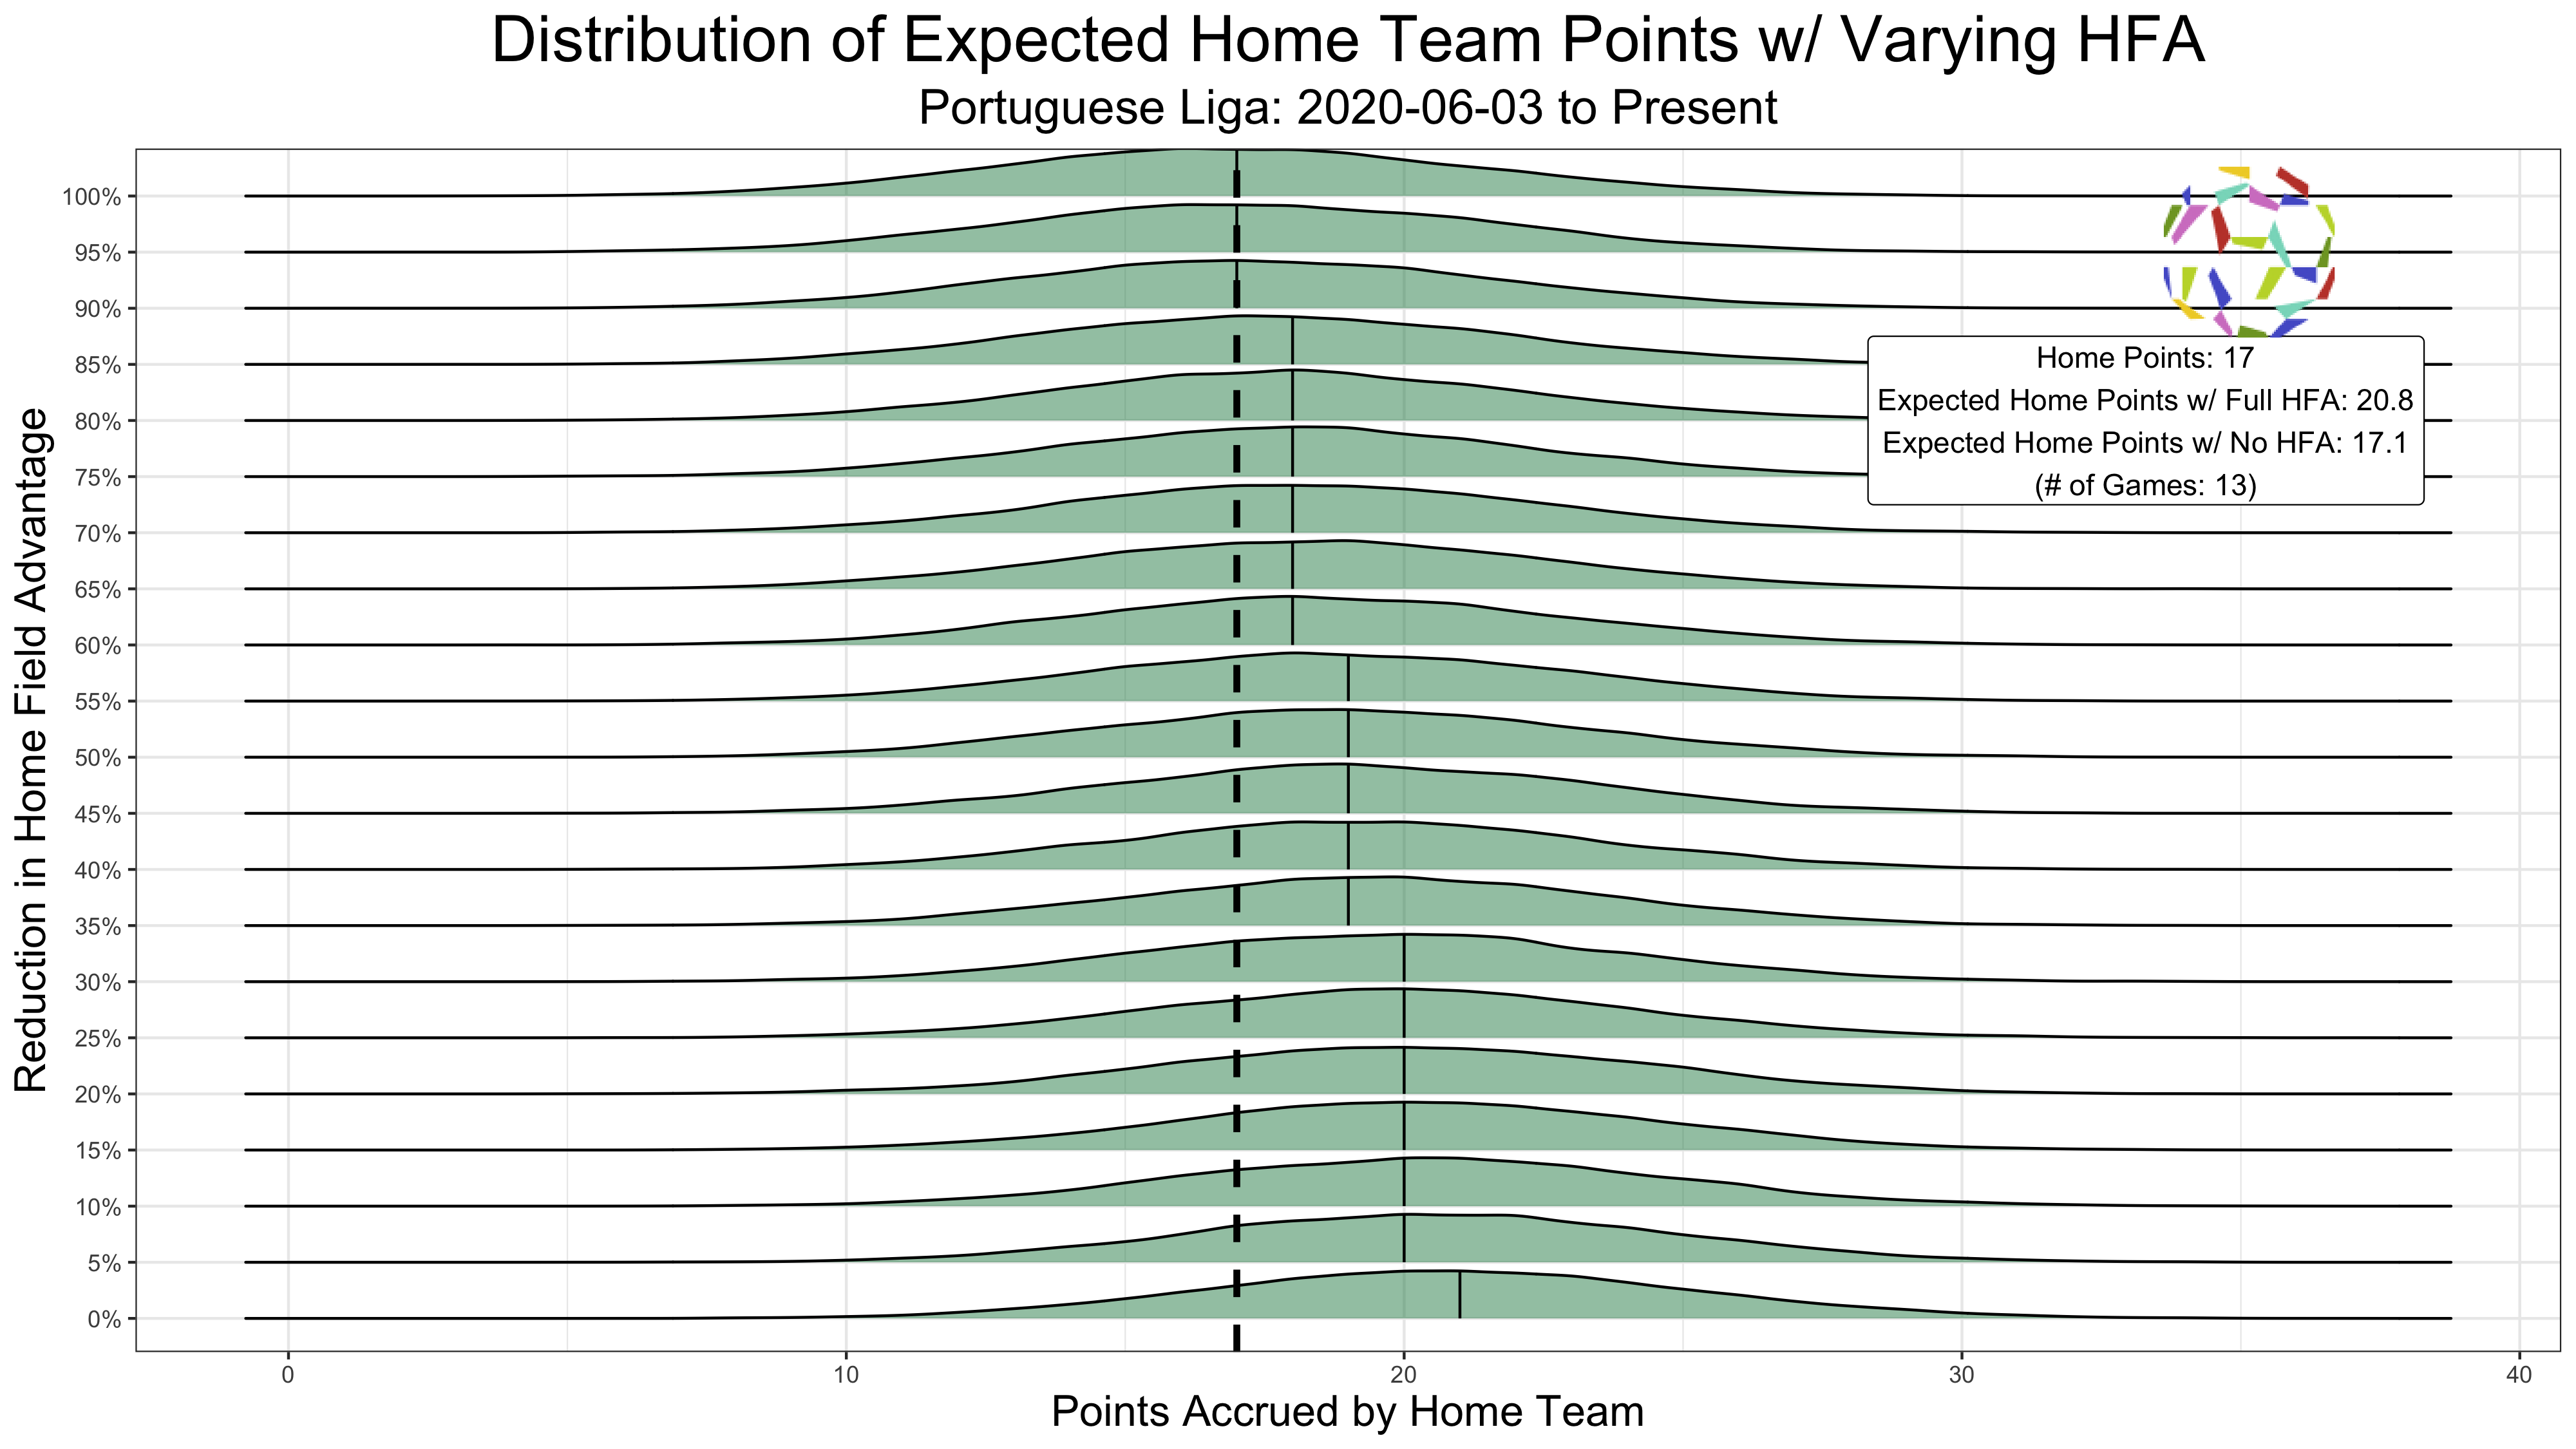 Distribution of Expected Home Team Points w/ Varying HFA
Portuguese Liga: 2020-06-03 to Present
Reduction in Home Field Advantage
100%
95%
90%
85%
80%
75%
70%
65%
60%
55%
50%
45%
40%
35%
30%
25%
20%
15%
10%
5%
0%
Home Points: 17
Expected Home Points w/ Full HFA: 20.8
Expected Home Points w/ No HFA: 17.1
(# of Games: 13)
0 10 20 30 40
Points Accrued by Home Team